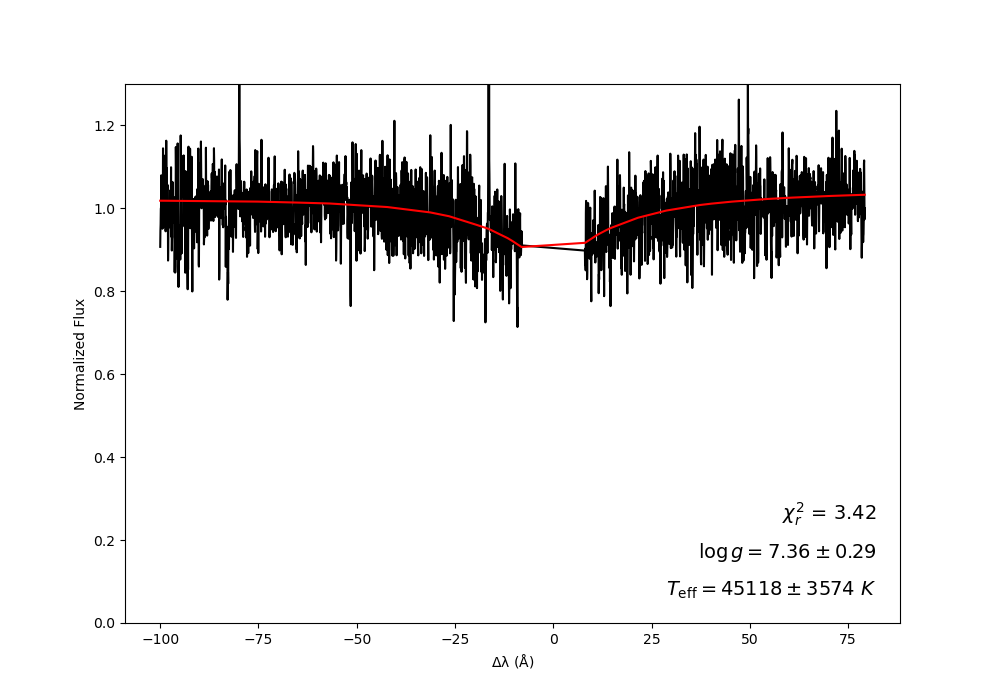 1.2
1.0
0.8
0.6
0.4
0.2
0.0
Normalized Flux
χ²ᵣ = 3.42
log g = 7.36 ± 0.29
T_eff = 45118 ± 3574 K
−100 −75 −50 −25 0 25 50 75
Δλ (Å)